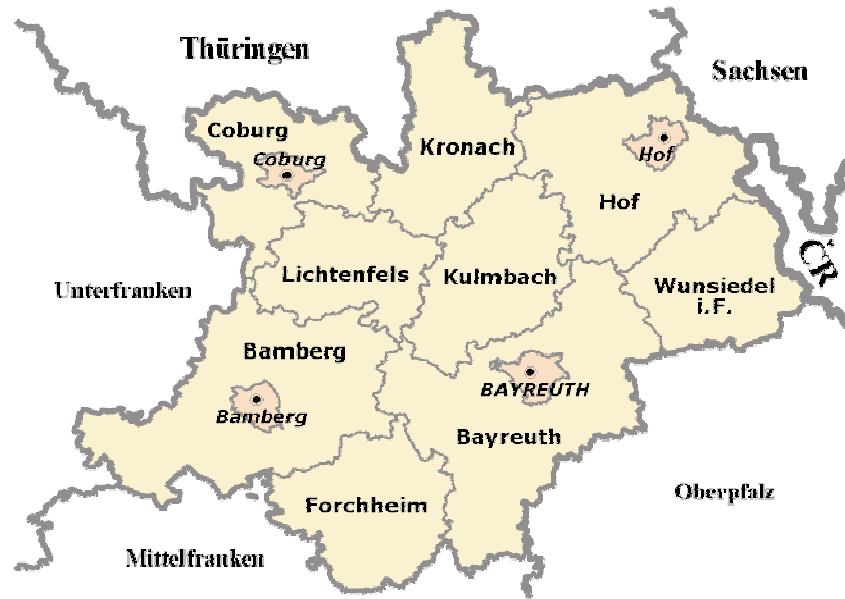 Thüringen
Sachsen
Coburg
Coburg
Kronach
Hof
Hof
ČR
Unterfranken
Lichtenfels
Kulmbach
Wunsiedel
i.F.
Bamberg
BAYREUTH
Bamberg
Bayreuth
Oberpfalz
Forchheim
Mittelfranken